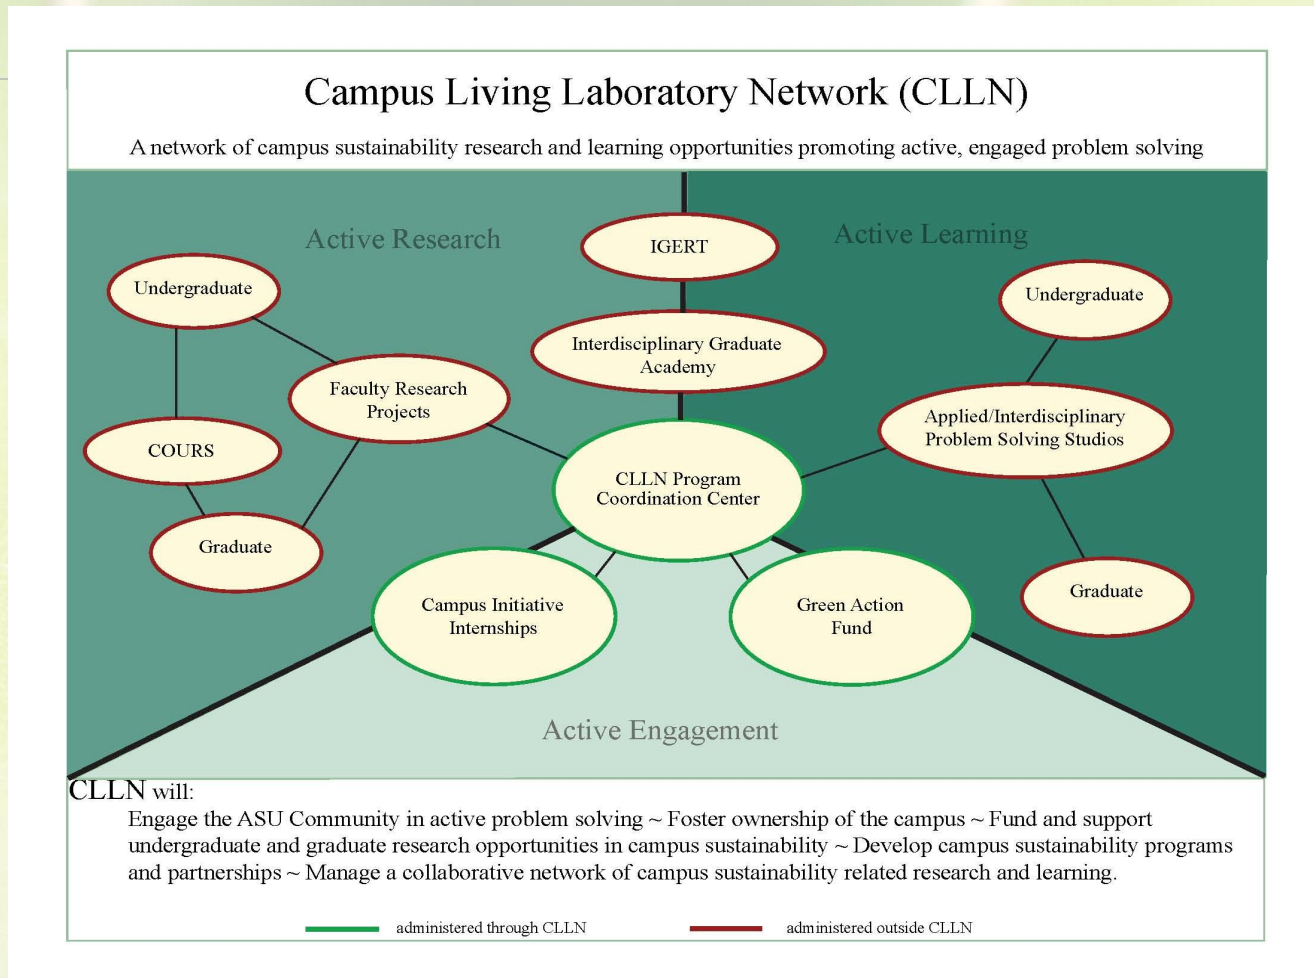 Campus Living Laboratory Network (CLLN)
A network of campus sustainability research and learning opportunities promoting active, engaged problem solving
Active Research
IGERT
Active Learning
Undergraduate
Undergraduate
Interdisciplinary Graduate
Academy
Faculty Research
Projects
Applied/Interdisciplinary
Problem Solving Studios
COURS
CLLN Program
Coordination Center
Graduate
Graduate
Campus Initiative
Internships
Green Action
Fund
Active Engagement
CLLN will:
Engage the ASU Community in active problem solving ~ Foster ownership of the campus ~ Fund and support
undergraduate and graduate research opportunities in campus sustainability ~ Develop campus sustainability programs
and partnerships ~ Manage a collaborative network of campus sustainability related research and learning.
administered through CLLN
administered outside CLLN